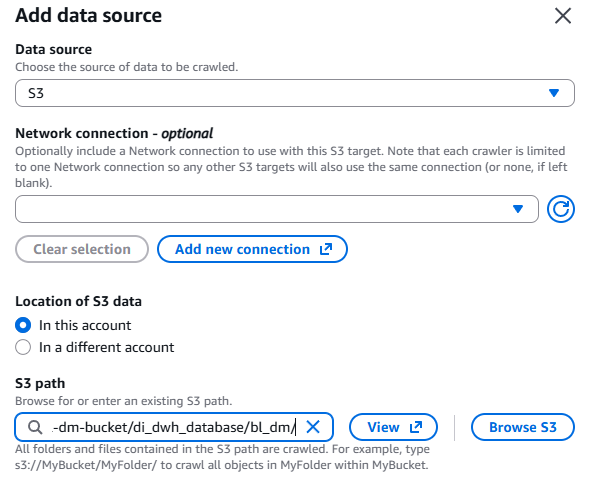 Add data source
Data source
Choose the source of data to be crawled.
S3
Network connection - optional
Optionally include a Network connection to use with this S3 target. Note that each crawler is limited
to one Network connection so any other S3 targets will also use the same connection (or none, if left
blank).
Clear selection
Add new connection
Location of S3 data
In this account
In a different account
S3 path
Browse for or enter an existing S3 path.
-dm-bucket/di_dwh_database/bl_dm/
View
Browse S3
All folders and files contained in the S3 path are crawled. For example, type
s3://MyBucket/MyFolder/ to crawl all objects in MyFolder within MyBucket.